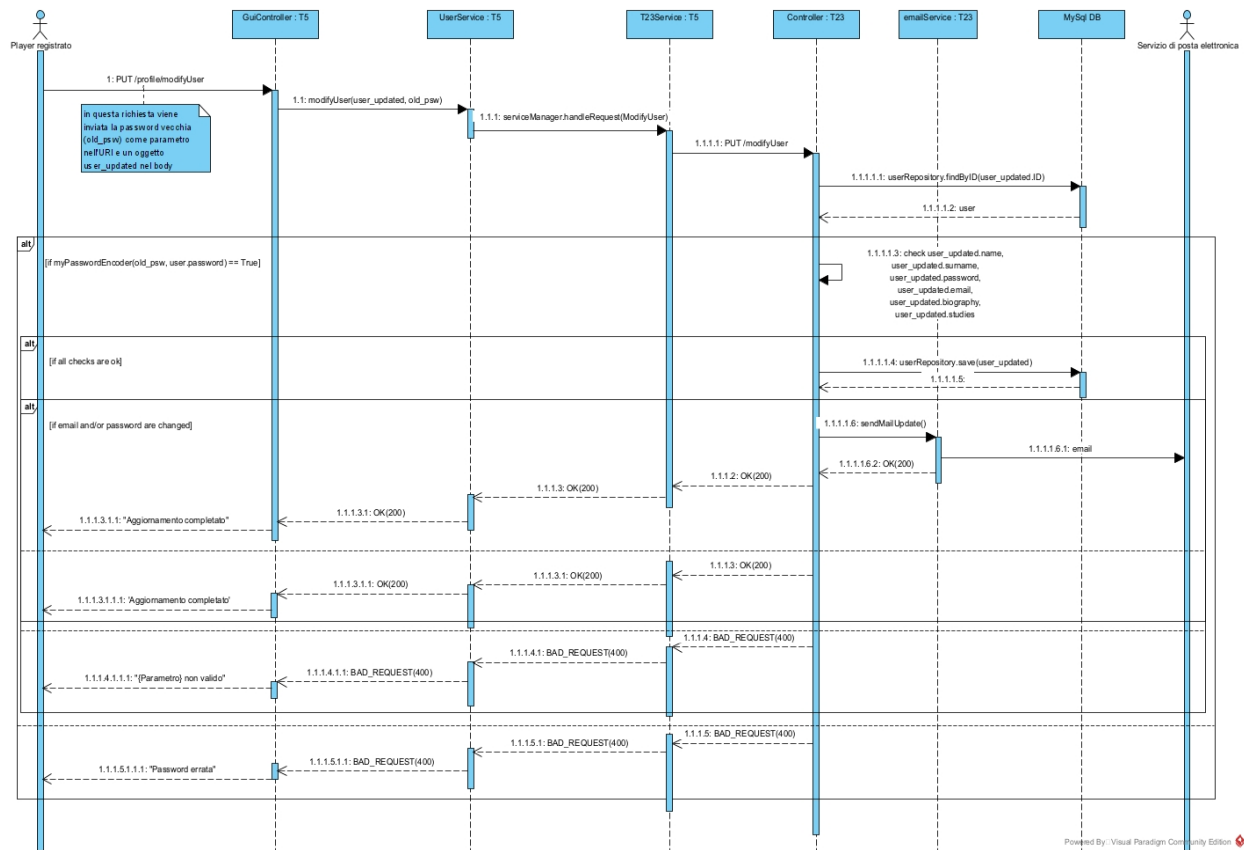 GuiController : T5
UserService : T5
T23Service : T5
Controller : T23
emailService : T23
MySql DB
Player registrato
Servizio di posta elettronica
1: PUT /profile/modifyUser
in questa richiesta viene
inviata la password vecchia
(old_psw) come parametro
nell'URI e un oggetto
user_updated nel body
1.1: modifyUser(user_updated, old_psw)
1.1.1: serviceManager.handleRequest(ModifyUser)
1.1.1.1: PUT /modifyUser
1.1.1.1.1: userRepository.findByID(user_updated.ID)
1.1.1.1.2: user
alt
[if myPasswordEncoder(old_psw, user.password) == True]
1.1.1.1.3: check user_updated.name,
user_updated.surname,
user_updated.password,
user_updated.email,
user_updated.biography,
user_updated.studies
alt
[if all checks are ok]
1.1.1.1.4: userRepository.save(user_updated)
1.1.1.1.5:
alt
[if email and/or password are changed]
1.1.1.1.6: sendMailUpdate()
1.1.1.1.6.1: email
1.1.1.1.6.2: OK(200)
1.1.1.2: OK(200)
1.1.1.3: OK(200)
1.1.1.3.1: OK(200)
1.1.1.3.1.1: "Aggiornamento completato"
1.1.1.3: OK(200)
1.1.1.3.1: OK(200)
1.1.1.3.1.1: OK(200)
1.1.1.3.1.1.1: 'Aggiornamento completato'
1.1.1.4: BAD_REQUEST(400)
1.1.1.4.1: BAD_REQUEST(400)
1.1.1.4.1.1: BAD_REQUEST(400)
1.1.1.4.1.1.1: "{Parametro} non valido"
1.1.1.5: BAD_REQUEST(400)
1.1.1.5.1: BAD_REQUEST(400)
1.1.1.5.1.1: BAD_REQUEST(400)
1.1.1.5.1.1.1: "Password errata"
Powered By Visual Paradigm Community Edition